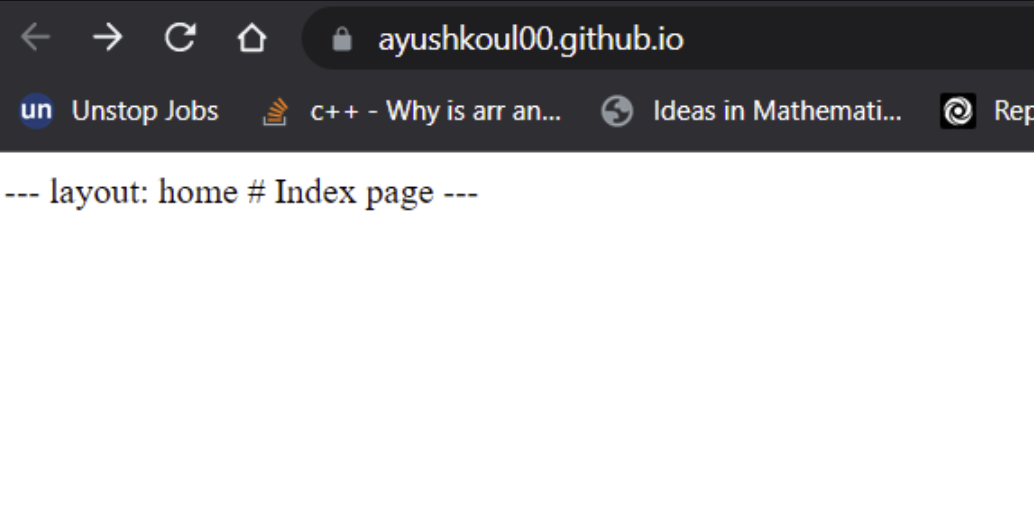 ayushkoul00.github.io
un Unstop Jobs c++ - Why is arr an... Ideas in Mathemati... Rep
--- layout: home # Index page ---